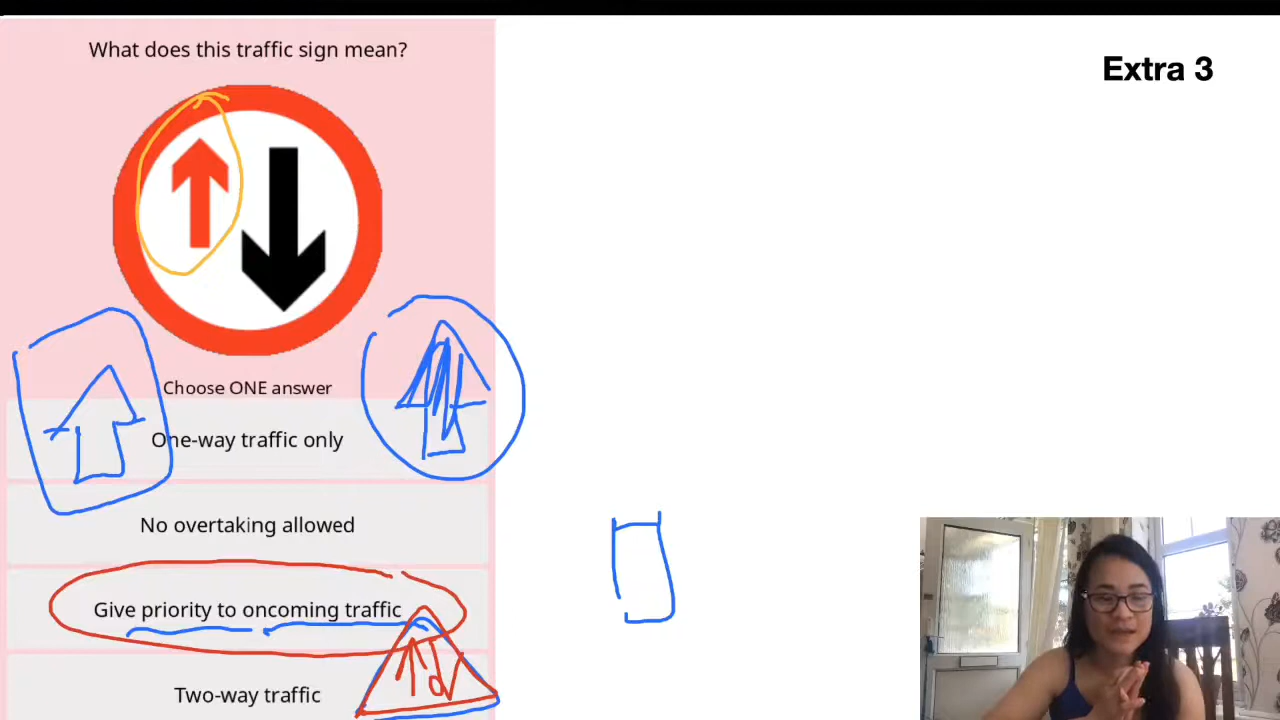 What does this traffic sign mean?
Extra 3
Choose ONE answer
One-way traffic only
No overtaking allowed
Give priority to oncoming traffic
Two-way traffic